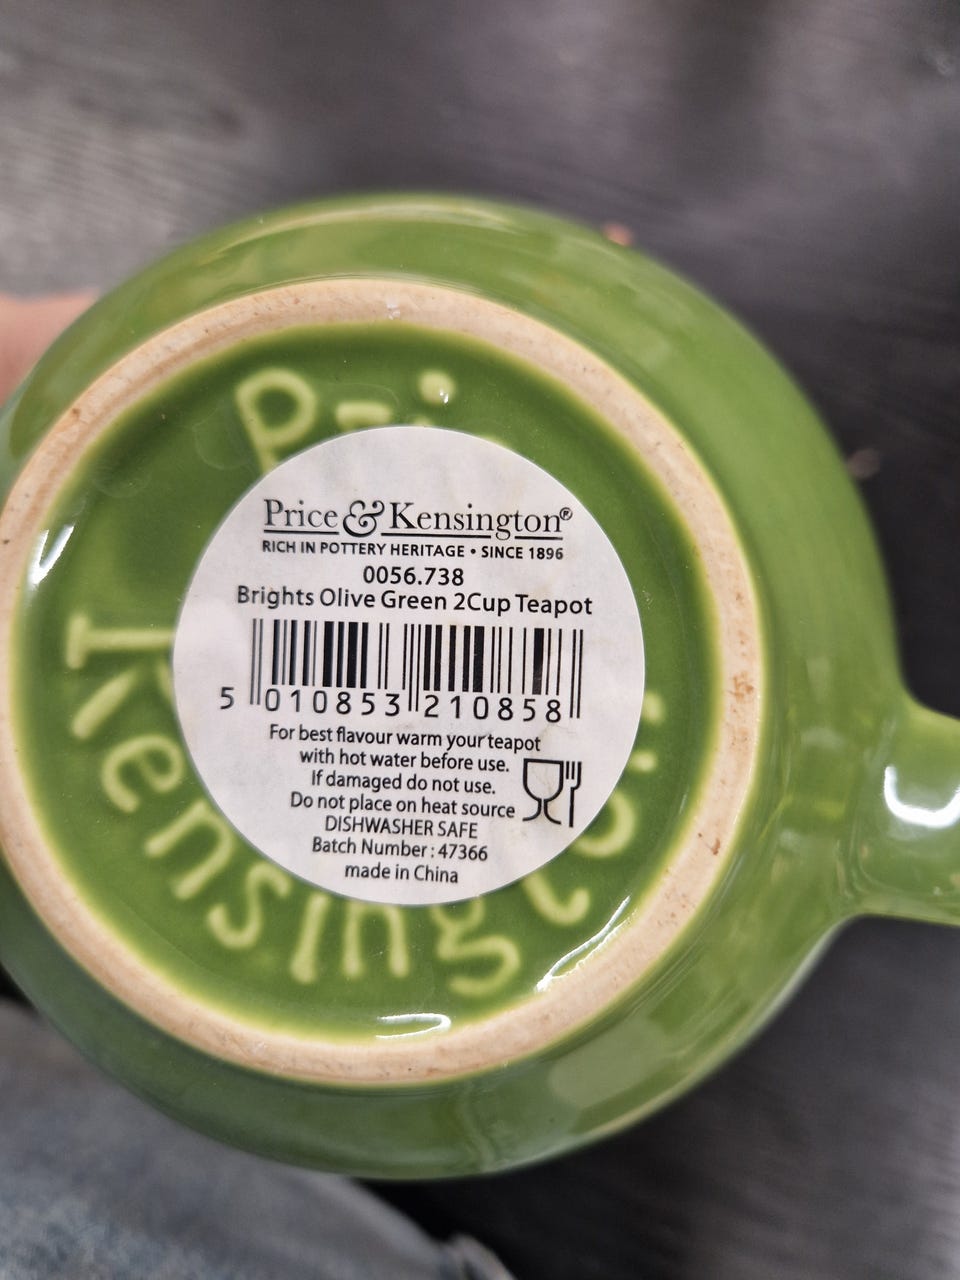 Price & Kensington®
RICH IN POTTERY HERITAGE • SINCE 1896
0056.738
Brights Olive Green 2Cup Teapot
5 010853 210858
For best flavour warm your teapot
with hot water before use.
If damaged do not use.
Do not place on heat source
DISHWASHER SAFE
Batch Number: 47366
made in China